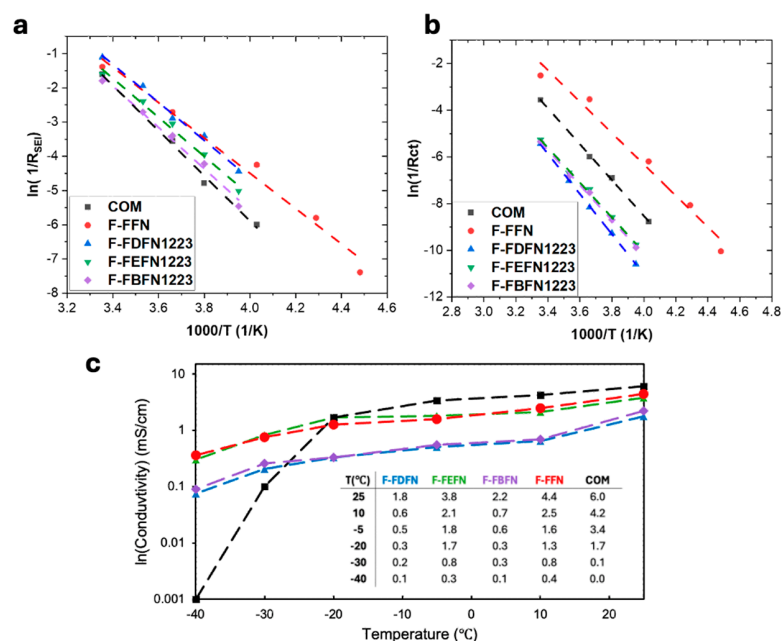 a
b
ln( 1/R_SEI)
-1
-2
-3
-4
-5
-6
-7
-8
3.2 3.4 3.6 3.8 4.0 4.2 4.4 4.6
1000/T (1/K)
COM
F-FFN
F-FDFN1223
F-FEFN1223
F-FBFN1223
ln(1/Rct)
0
-2
-4
-6
-8
-10
-12
2.8 3.0 3.2 3.4 3.6 3.8 4.0 4.2 4.4 4.6 4.8
1000/T (1/K)
COM
F-FFN
F-FDFN1223
F-FEFN1223
F-FBFN1223
c
ln(Conduvtivity) (mS/cm)
10
1
0.1
0.01
0.001
-40 -30 -20 -10 0 10 20
Temperature (℃)
T(℃) F-FDFN F-FEFN F-FBFN F-FFN COM
25 1.8 3.8 2.2 4.4 6.0
10 0.6 2.1 0.7 2.5 4.2
-5 0.5 1.8 0.6 1.6 3.4
-20 0.3 1.7 0.3 1.3 1.7
-30 0.2 0.8 0.3 0.8 0.1
-40 0.1 0.3 0.1 0.4 0.0